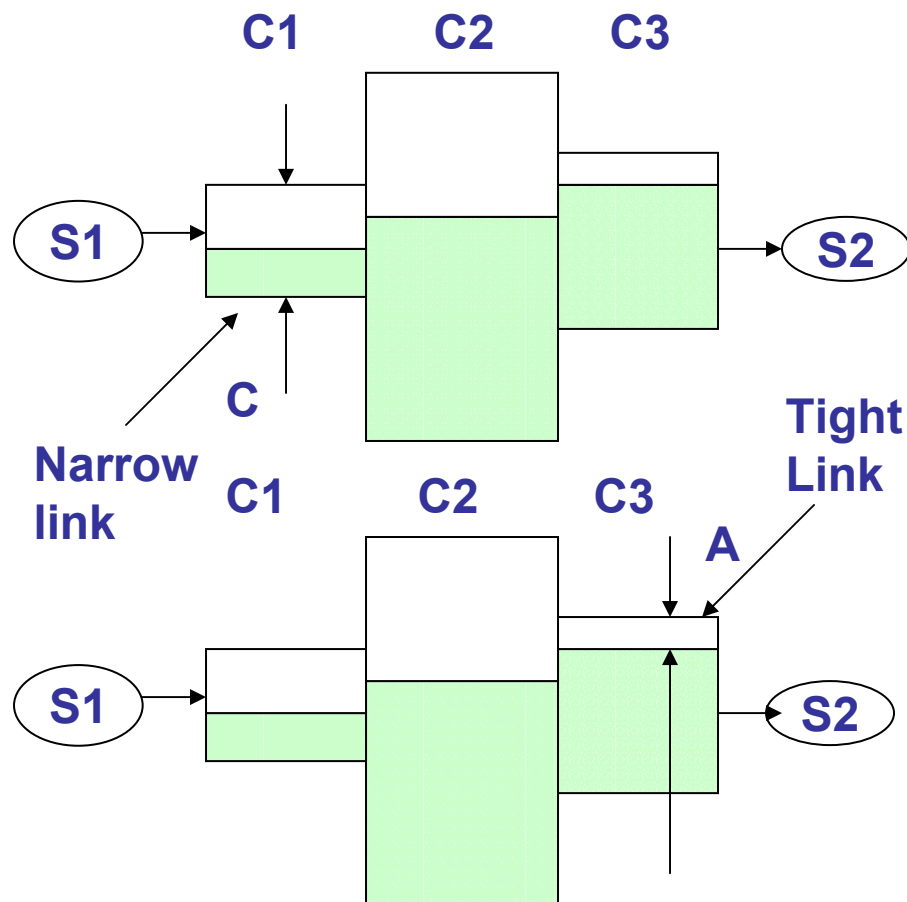 C1 C2 C3
S1
S2
C
Narrow
link
Tight
Link
C1 C2 C3
A
S1
S2